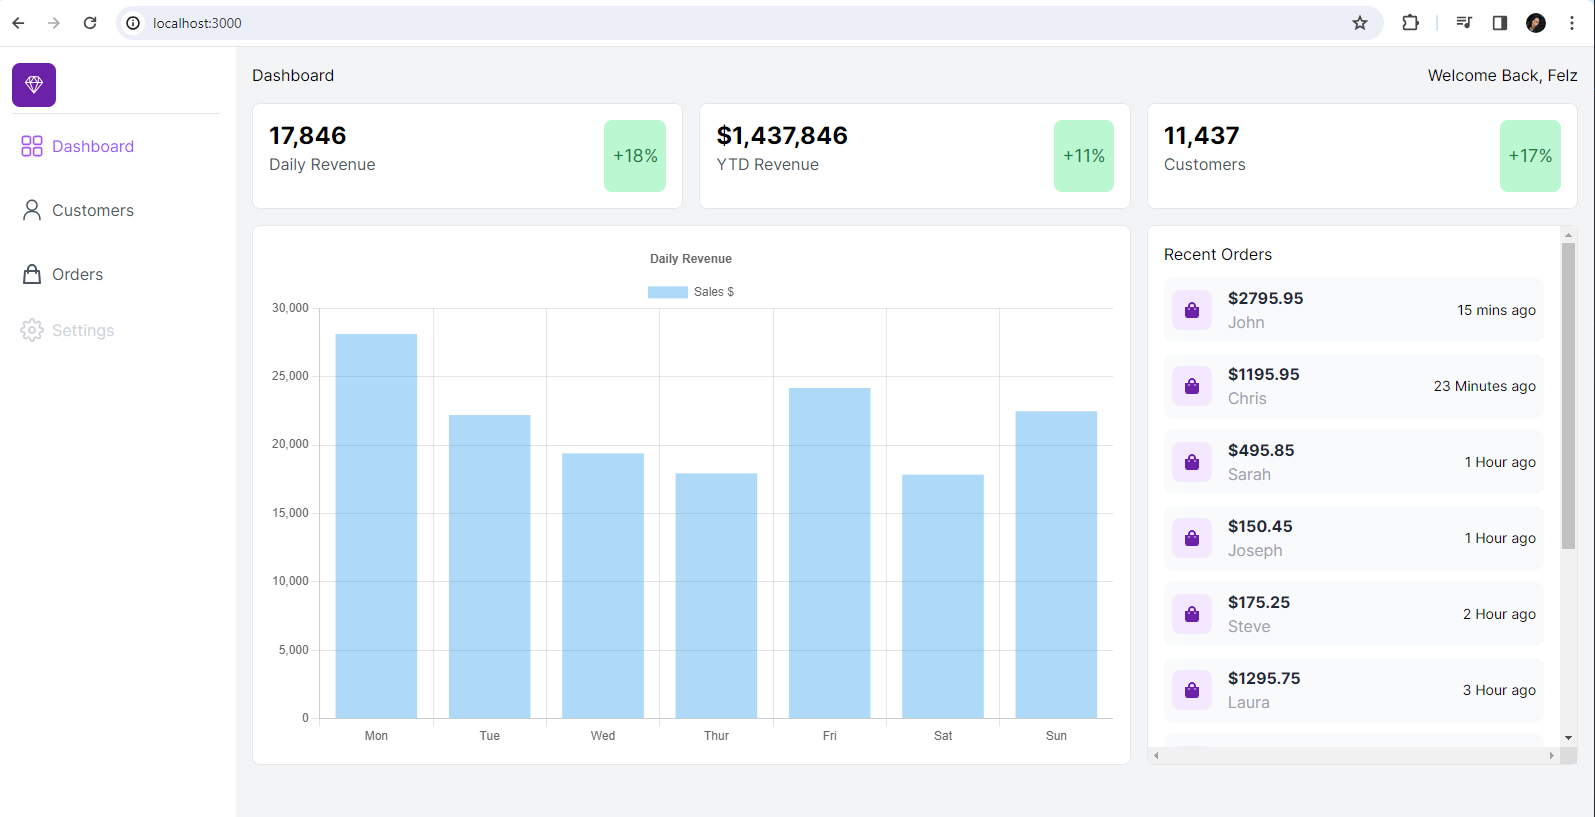 localhost:3000
Dashboard
Customers
Orders
Settings
Dashboard
Welcome Back, Felz
17,846
Daily Revenue
+18%
$1,437,846
YTD Revenue
+11%
11,437
Customers
+17%
Daily Revenue
Sales $
30,000
25,000
20,000
15,000
10,000
5,000
0
Mon
Tue
Wed
Thur
Fri
Sat
Sun
Recent Orders
$2795.95
John
15 mins ago
$1195.95
Chris
23 Minutes ago
$495.85
Sarah
1 Hour ago
$150.45
Joseph
1 Hour ago
$175.25
Steve
2 Hour ago
$1295.75
Laura
3 Hour ago